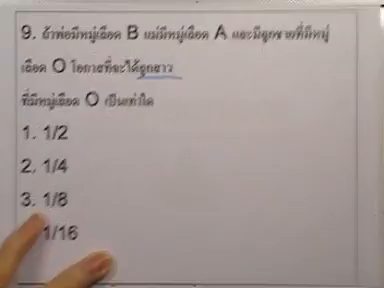 9. ถ้าพ่อมีหมู่เลือด B แม่มีหมู่เลือด A และมีลูกชายที่มีหมู่
เลือด O โอกาสที่จะได้ลูกสาว
ที่มีหมู่เลือด O เป็นเท่าใด
1. 1/2
2. 1/4
3. 1/8
1/16